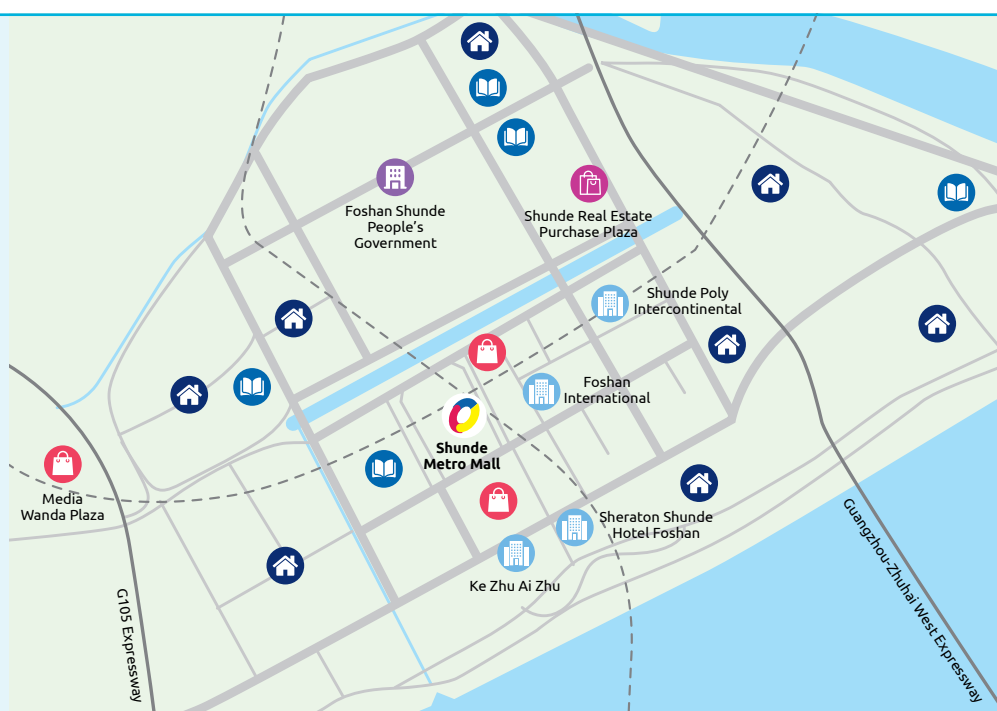 Foshan Shunde
People’s
Government
Shunde Real Estate
Purchase Plaza
Shunde Poly
Intercontinental
Foshan
International
Shunde
Metro Mall
Media
Wanda Plaza
Sheraton Shunde
Hotel Foshan
Ke Zhu Ai Zhu
G105 Expressway
Guangzhou-Zhuhai West Expressway